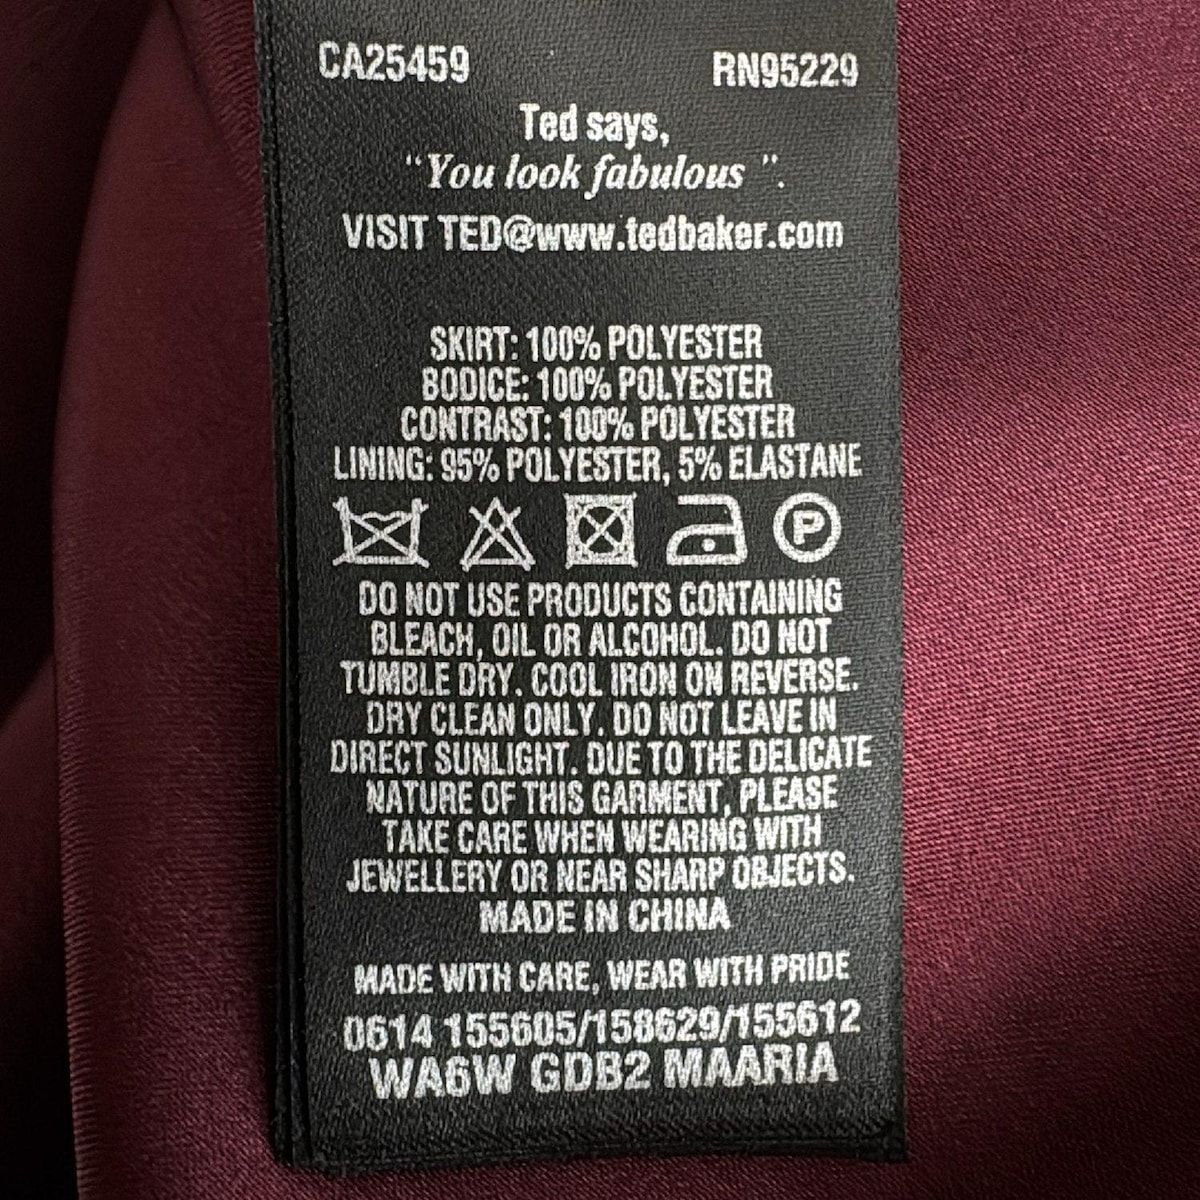 CA25459 RN95229
Ted says,
"You look fabulous ".
VISIT TED@www.tedbaker.com
SKIRT: 100% POLYESTER
BODICE: 100% POLYESTER
CONTRAST: 100% POLYESTER
LINING: 95% POLYESTER, 5% ELASTANE
P
DO NOT USE PRODUCTS CONTAINING
BLEACH, OIL OR ALCOHOL. DO NOT
TUMBLE DRY. COOL IRON ON REVERSE.
DRY CLEAN ONLY. DO NOT LEAVE IN
DIRECT SUNLIGHT. DUE TO THE DELICATE
NATURE OF THIS GARMENT, PLEASE
TAKE CARE WHEN WEARING WITH
JEWELLERY OR NEAR SHARP OBJECTS.
MADE IN CHINA
MADE WITH CARE, WEAR WITH PRIDE
0614 155605/158629/155612
WA6W GDB2 MAARIA